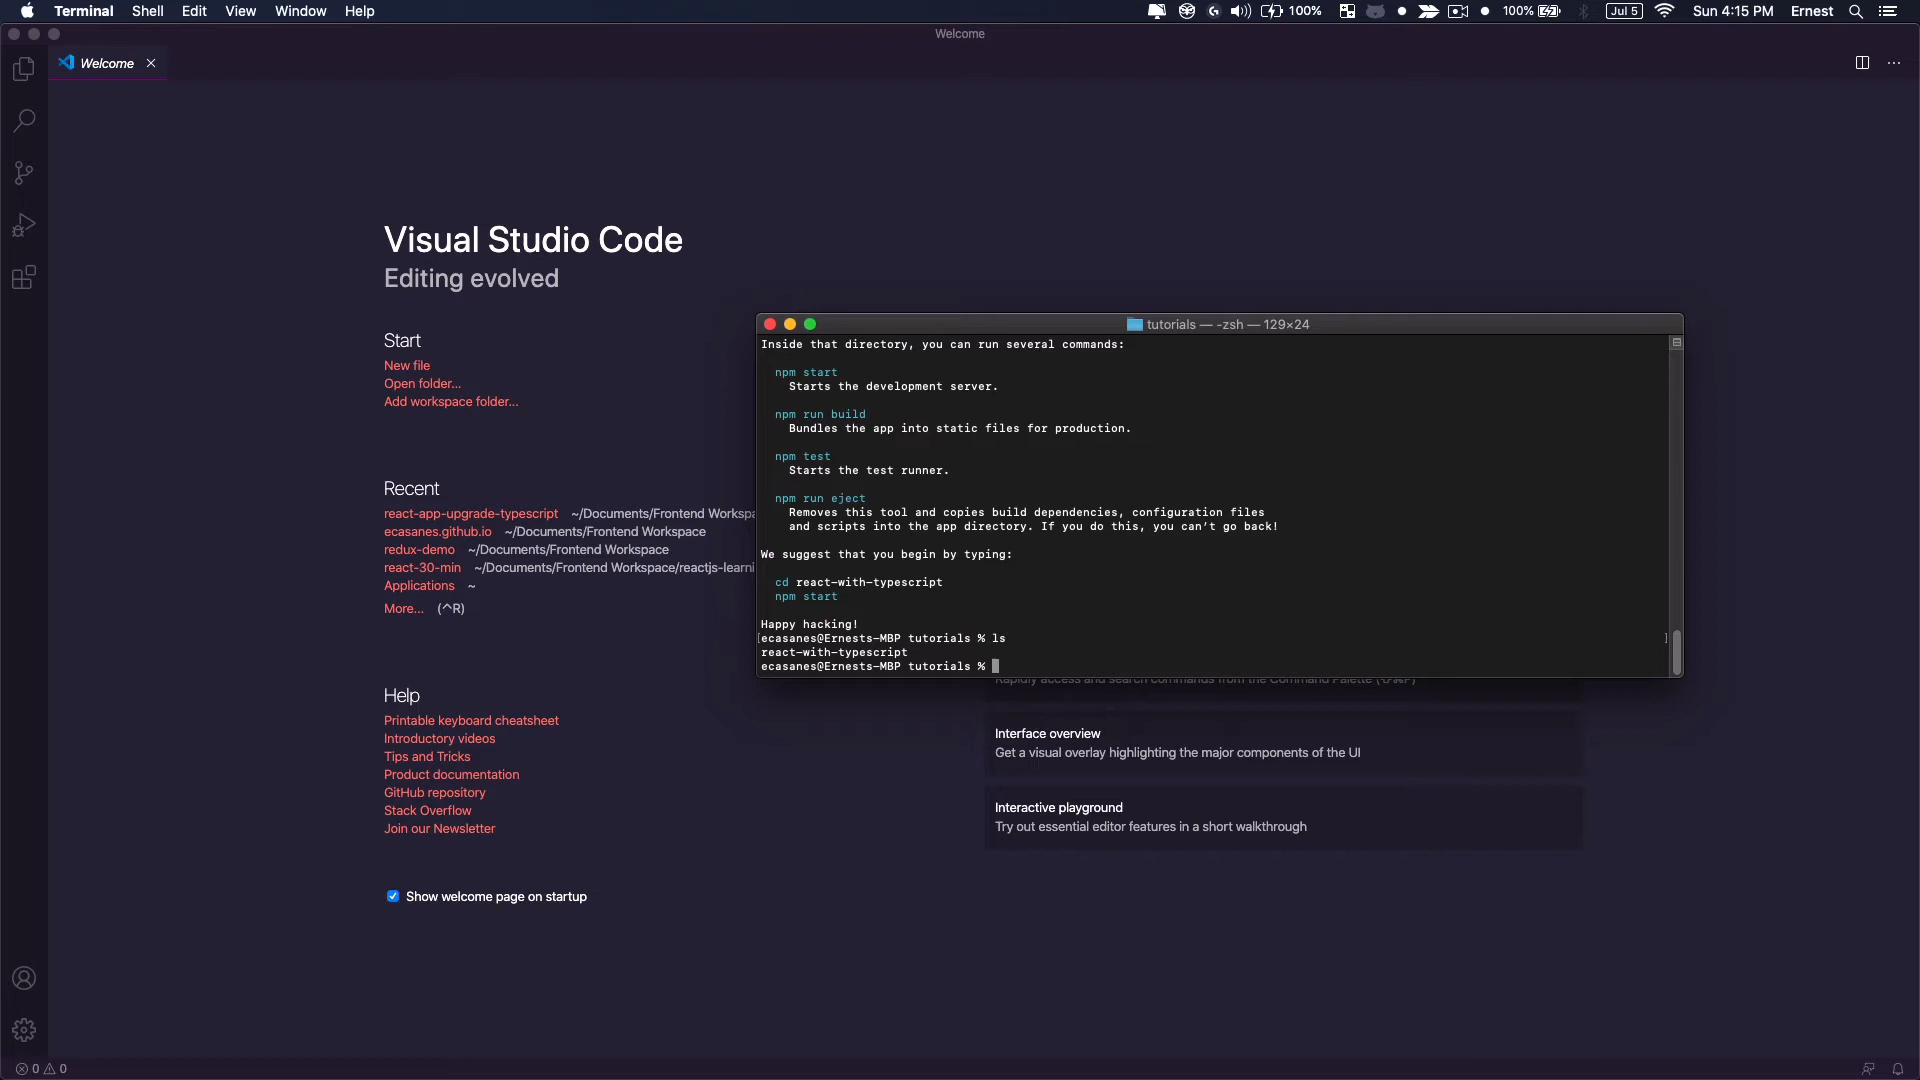 Terminal Shell Edit View Window Help
100% 100% Jul 5 Sun 4:15 PM Ernest
Welcome
Welcome
Visual Studio Code
Editing evolved
Start
New file
Open folder...
Add workspace folder...
Recent
react-app-upgrade-typescript ~/Documents/Frontend Workspa
ecasanes.github.io ~/Documents/Frontend Workspace
redux-demo ~/Documents/Frontend Workspace
react-30-min ~/Documents/Frontend Workspace/reactjs-learni
Applications ~
More... (^R)
Help
Printable keyboard cheatsheet
Introductory videos
Tips and Tricks
Product documentation
GitHub repository
Stack Overflow
Join our Newsletter
Show welcome page on startup
tutorials — -zsh — 129×24
Inside that directory, you can run several commands:
npm start
Starts the development server.
npm run build
Bundles the app into static files for production.
npm test
Starts the test runner.
npm run eject
Removes this tool and copies build dependencies, configuration files
and scripts into the app directory. If you do this, you can’t go back!
We suggest that you begin by typing:
cd react-with-typescript
npm start
Happy hacking!
[ecasanes@Ernests-MBP tutorials % ls ]
react-with-typescript
ecasanes@Ernests-MBP tutorials %
Rapidly access and search commands from the Command Palette (⇧⌘P)
Interface overview
Get a visual overlay highlighting the major components of the UI
Interactive playground
Try out essential editor features in a short walkthrough
0 0